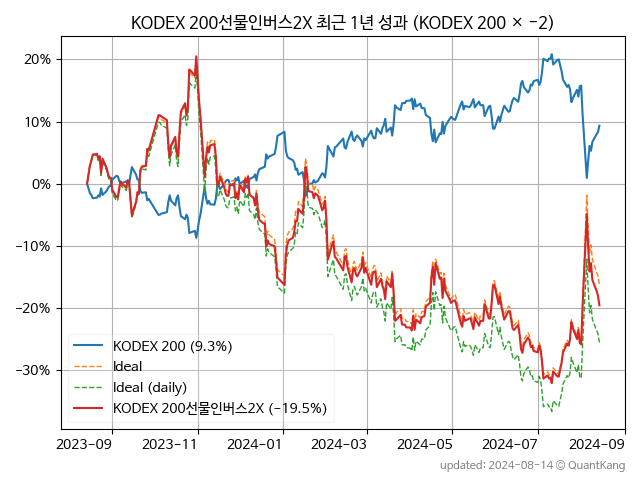 KODEX 200선물인버스2X 최근 1년 성과 (KODEX 200 × −2)
20%
10%
0%
−10%
−20%
−30%
KODEX 200 (9.3%)
Ideal
Ideal (daily)
KODEX 200선물인버스2X (−19.5%)
2023-09
2023-11
2024-01
2024-03
2024-05
2024-07
2024-09
updated: 2024-08-14 © QuantKang